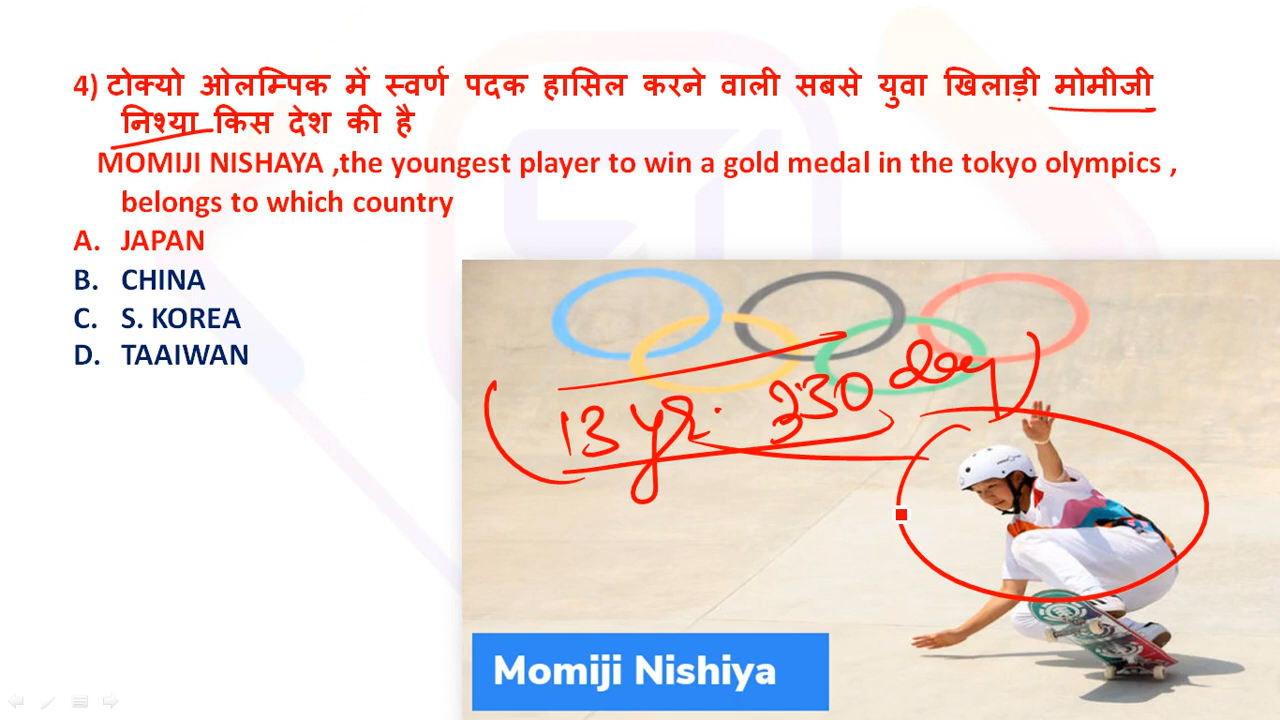 4) टोक्यो ओलम्पिक में स्वर्ण पदक हासिल करने वाली सबसे युवा खिलाड़ी मोमीजी
निश्या किस देश की है
MOMIJI NISHAYA ,the youngest player to win a gold medal in the tokyo olympics ,
belongs to which country
A. JAPAN
B. CHINA
C. S. KOREA
D. TAAIWAN
(13 yr. 330 day)
Momiji Nishiya